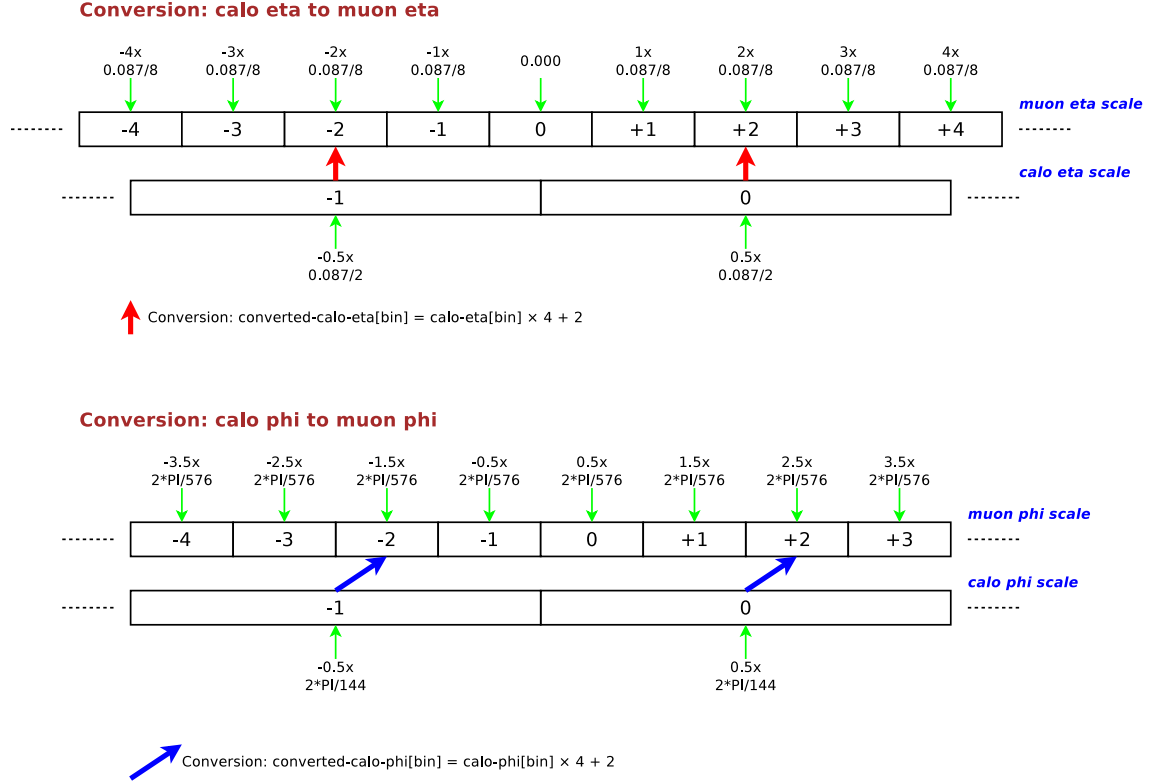 Conversion: calo eta to muon eta
-4x -3x -2x -1x 0.000 1x 2x 3x 4x
0.087/8 0.087/8 0.087/8 0.087/8 0.087/8 0.087/8 0.087/8 0.087/8
muon eta scale
-4 -3 -2 -1 0 +1 +2 +3 +4
calo eta scale
-1 0
-0.5x 0.5x
0.087/2 0.087/2
Conversion: converted-calo-eta[bin] = calo-eta[bin] × 4 + 2
Conversion: calo phi to muon phi
-3.5x -2.5x -1.5x -0.5x 0.5x 1.5x 2.5x 3.5x
2*PI/576 2*PI/576 2*PI/576 2*PI/576 2*PI/576 2*PI/576 2*PI/576 2*PI/576
muon phi scale
-4 -3 -2 -1 0 +1 +2 +3
calo phi scale
-1 0
-0.5x 0.5x
2*PI/144 2*PI/144
Conversion: converted-calo-phi[bin] = calo-phi[bin] × 4 + 2